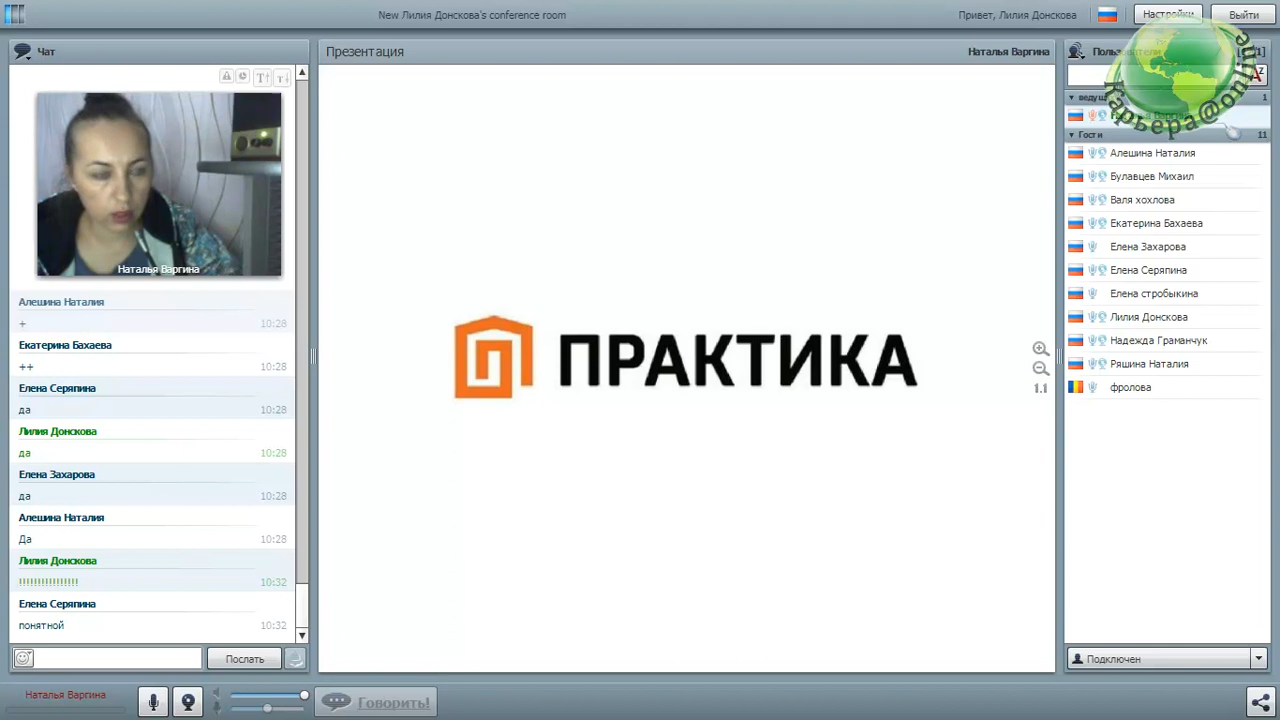 New Лилия Донскова's conference room
Привет, Лилия Донскова
Настройки
Выйти
Чат
Наталья Варгина
Алешина Наталия
+
10:28
Екатерина Бахаева
++
10:28
Елена Серяпина
да
10:28
Лилия Донскова
да
10:28
Елена Захарова
да
10:28
Алешина Наталия
Да
10:28
Лилия Донскова
!!!!!!!!!!!!!!!!
10:32
Елена Серяпина
понятной
10:32
Послать
Наталья Варгина
Говорить!
Презентация
Наталья Варгина
ПРАКТИКА
1.1
Карьера@online
1
Гости
11
Алешина Наталия
Булавцев Михаил
Валя хохлова
Екатерина Бахаева
Елена Захарова
Елена Серяпина
Елена стробыкина
Лилия Донскова
Надежда Граманчук
Ряшина Наталия
фролова
Подключен